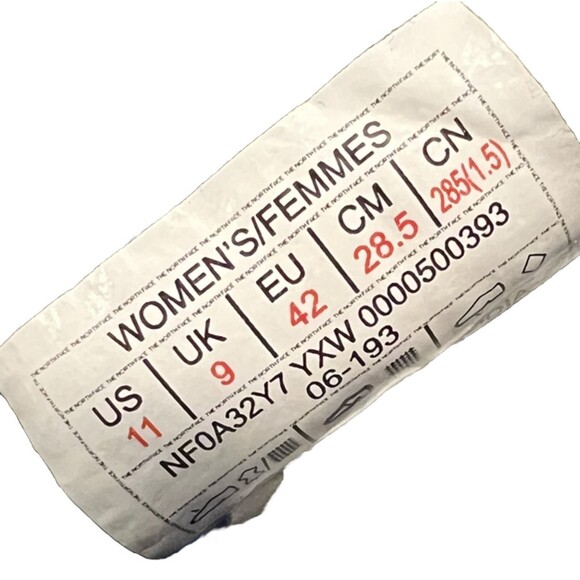 WOMEN'S/FEMMES
US UK EU CM CN
11 9 42 28.5 285(1.5)
NF0A32Y7 YXW 0000500393
06-193